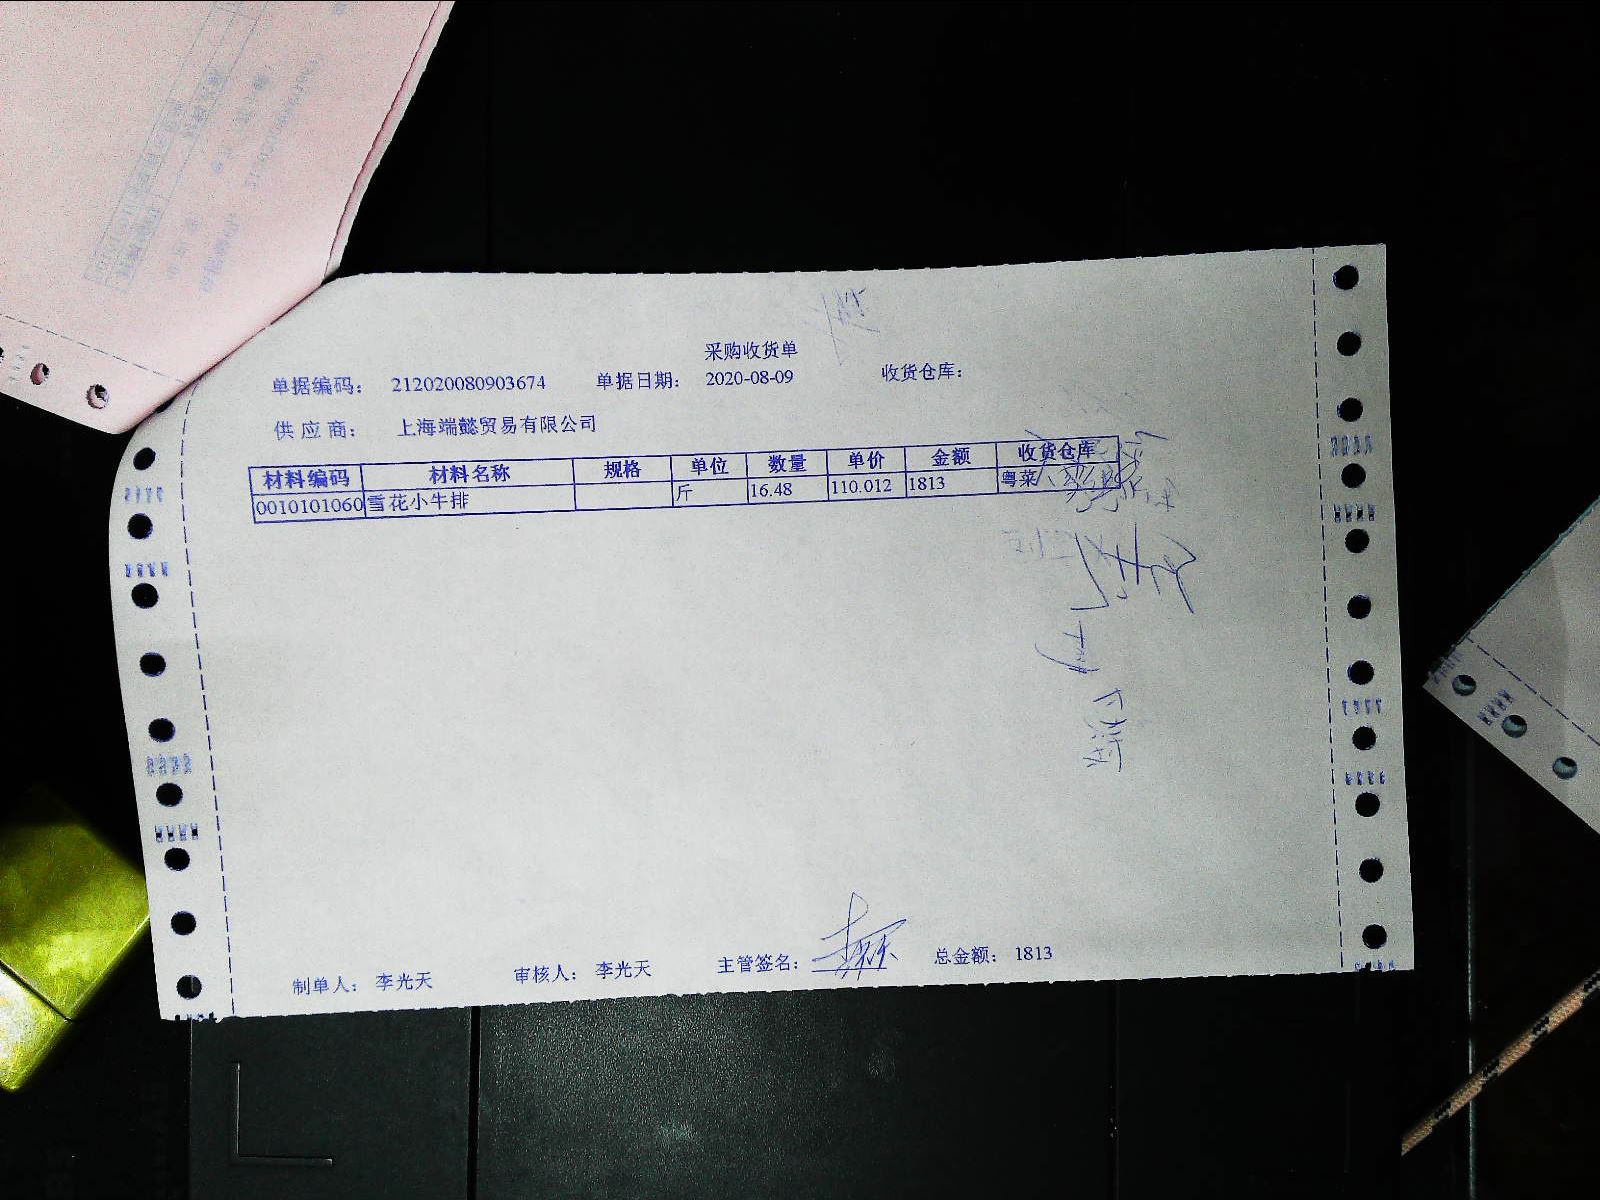 采购收货单
单据编码： 212020080903674 单据日期： 2020-08-09 收货仓库：
供应商： 上海端懿贸易有限公司
材料编码 材料名称 规格 单位 数量 单价 金额 收货仓库
0010101060 雪花小牛排 斤 16.48 110.012 1813 粤菜
制单人： 李光天 审核人： 李光天 主管签名： 总金额： 1813